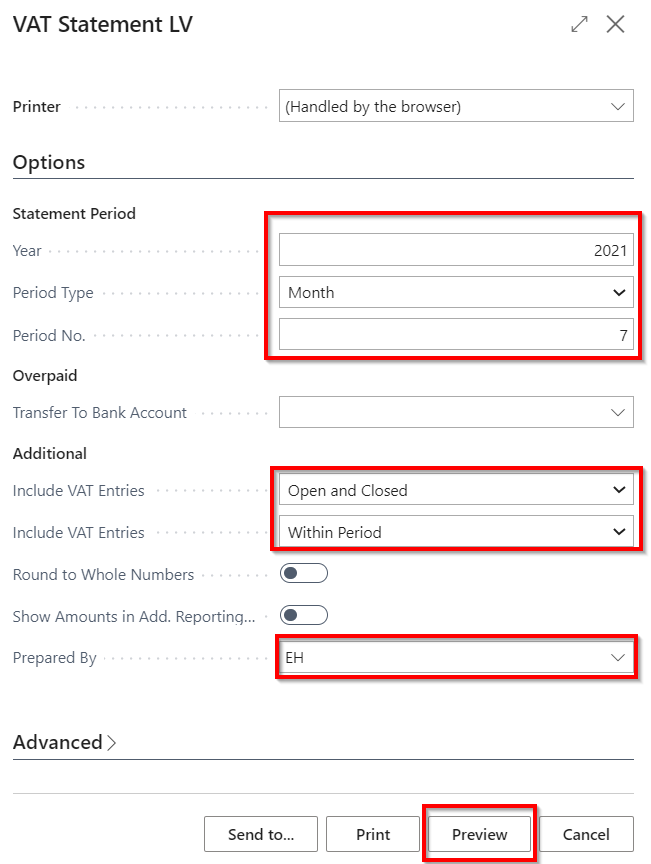 VAT Statement LV
Printer (Handled by the browser)
Options
Statement Period
Year 2021
Period Type Month
Period No. 7
Overpaid
Transfer To Bank Account
Additional
Include VAT Entries Open and Closed
Include VAT Entries Within Period
Round to Whole Numbers
Show Amounts in Add. Reporting...
Prepared By EH
Advanced
Send to... Print Preview Cancel